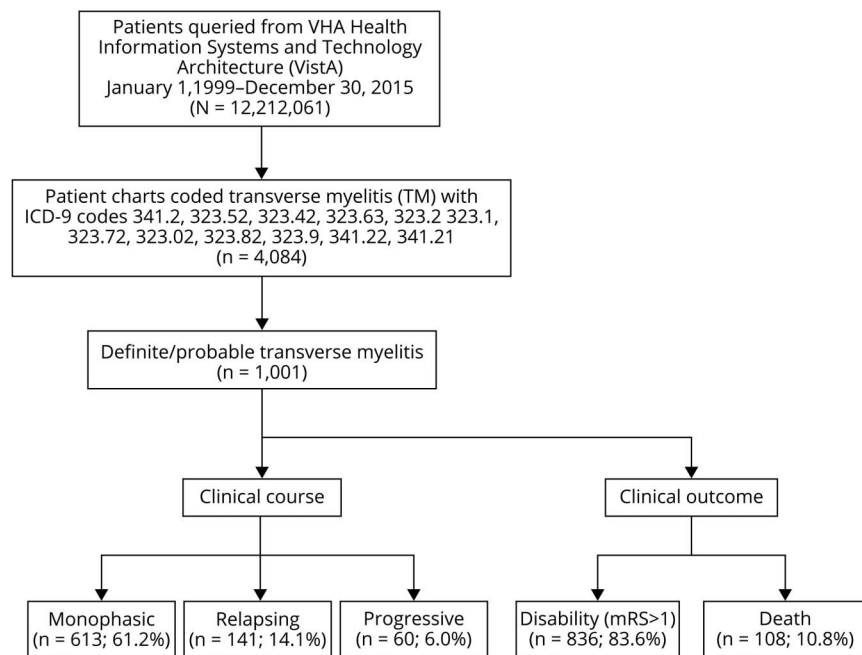 Patients queried from VHA Health
Information Systems and Technology
Architecture (VistA)
January 1,1999–December 30, 2015
(N = 12,212,061)
Patient charts coded transverse myelitis (TM) with
ICD-9 codes 341.2, 323.52, 323.42, 323.63, 323.2 323.1,
323.72, 323.02, 323.82, 323.9, 341.22, 341.21
(n = 4,084)
Definite/probable transverse myelitis
(n = 1,001)
Clinical course
Clinical outcome
Monophasic
(n = 613; 61.2%)
Relapsing
(n = 141; 14.1%)
Progressive
(n = 60; 6.0%)
Disability (mRS>1)
(n = 836; 83.6%)
Death
(n = 108; 10.8%)